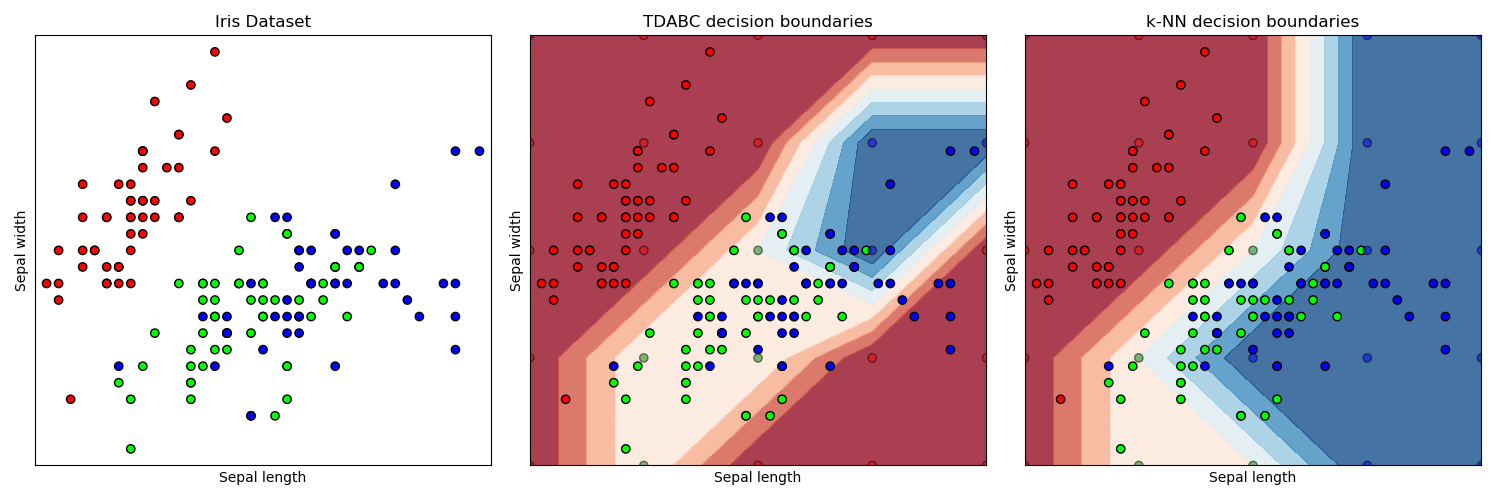 Iris Dataset
Sepal width
Sepal length
TDABC decision boundaries
Sepal width
Sepal length
k-NN decision boundaries
Sepal width
Sepal length